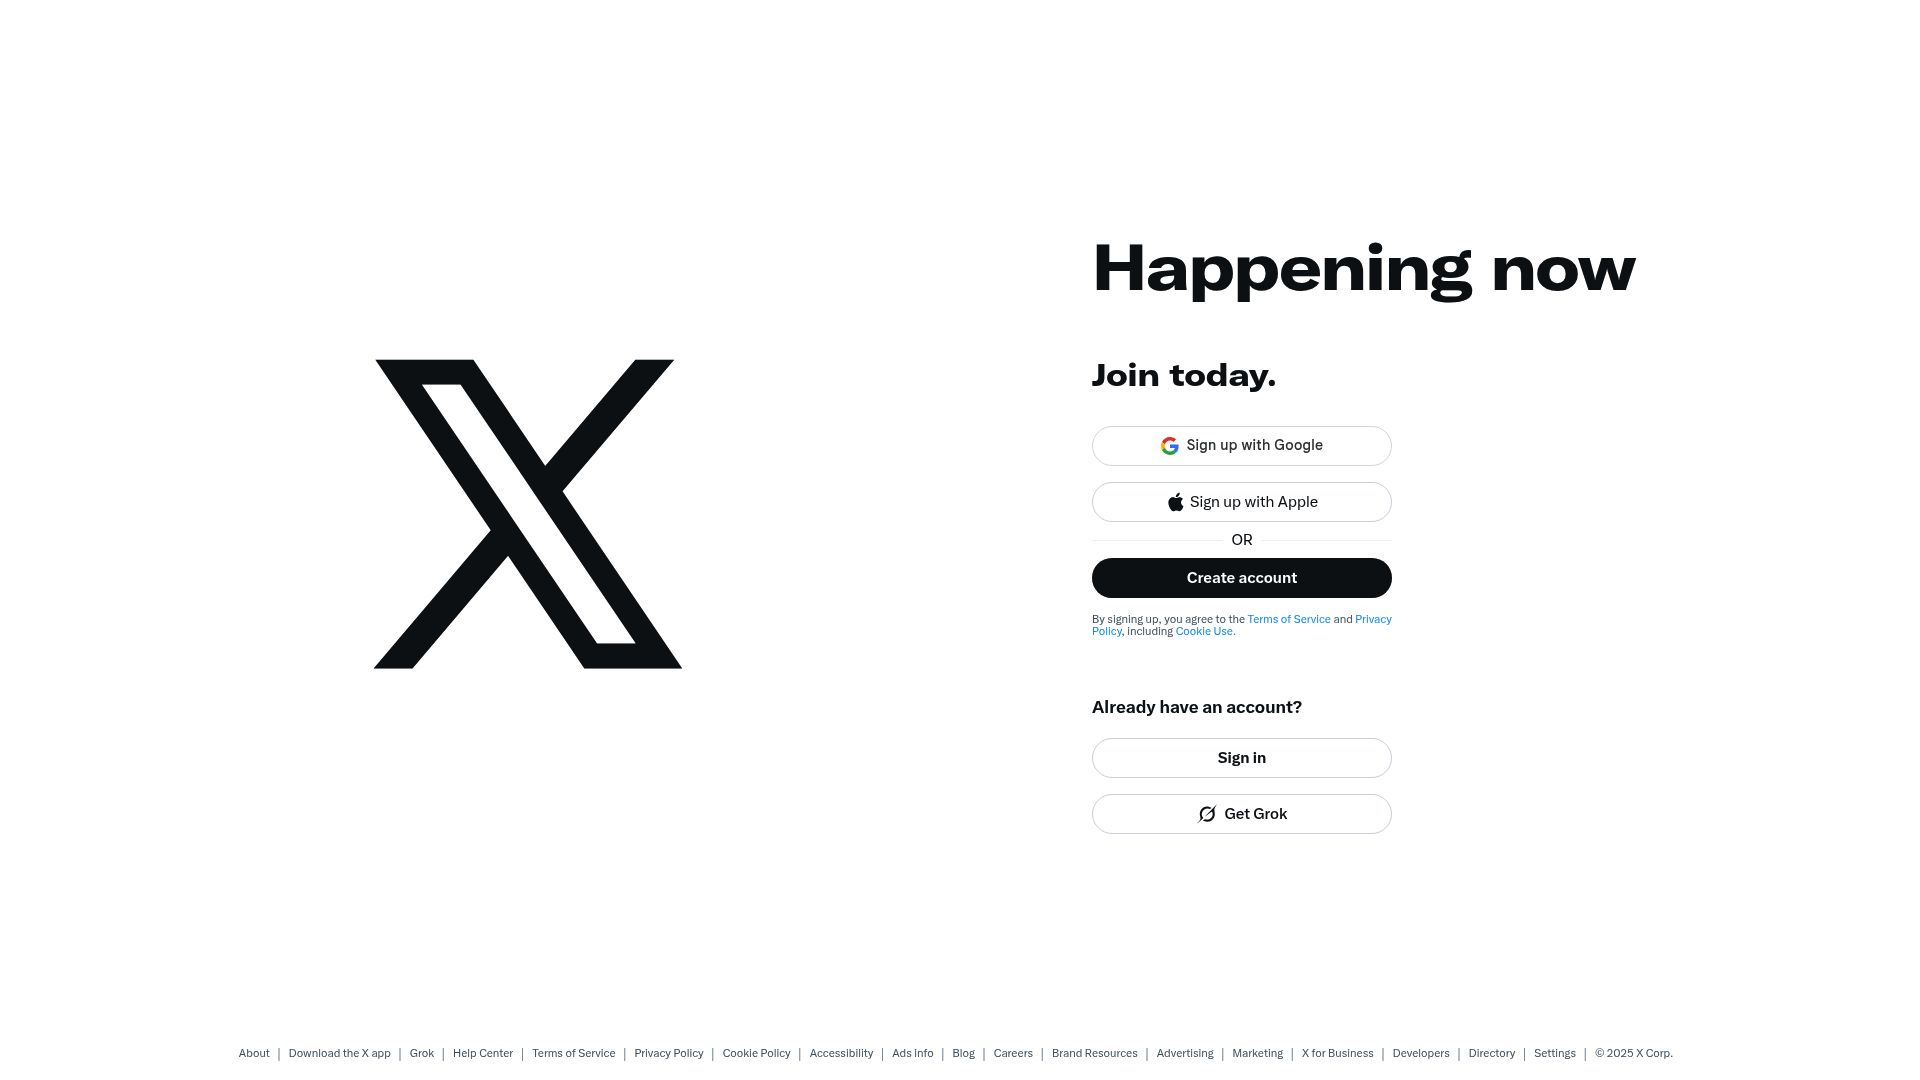 Happening now
Join today.
Sign up with Google
Sign up with Apple
OR
Create account
By signing up, you agree to the Terms of Service and Privacy
Policy, including Cookie Use.
Already have an account?
Sign in
Get Grok
About | Download the X app | Grok | Help Center | Terms of Service | Privacy Policy | Cookie Policy | Accessibility | Ads info | Blog | Careers | Brand Resources | Advertising | Marketing | X for Business | Developers | Directory | Settings | © 2025 X Corp.